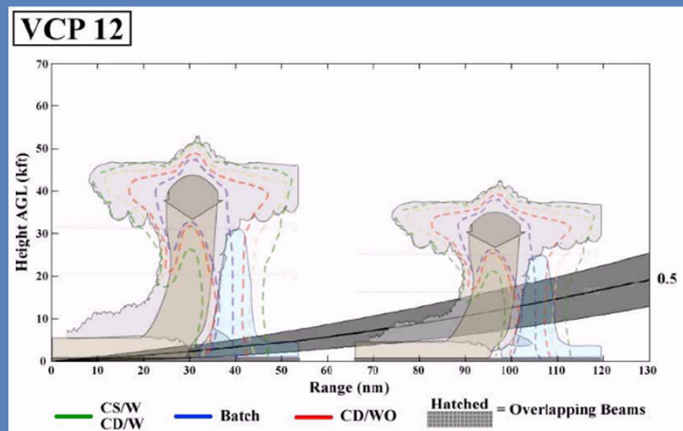 VCP 12
70
60
50
40
30
20
10
0
Height AGL (kft)
0.5
0 10 20 30 40 50 60 70 80 90 100 110 120 130
Range (nm)
CS/W
CD/W
Batch
CD/WO
Hatched
= Overlapping Beams